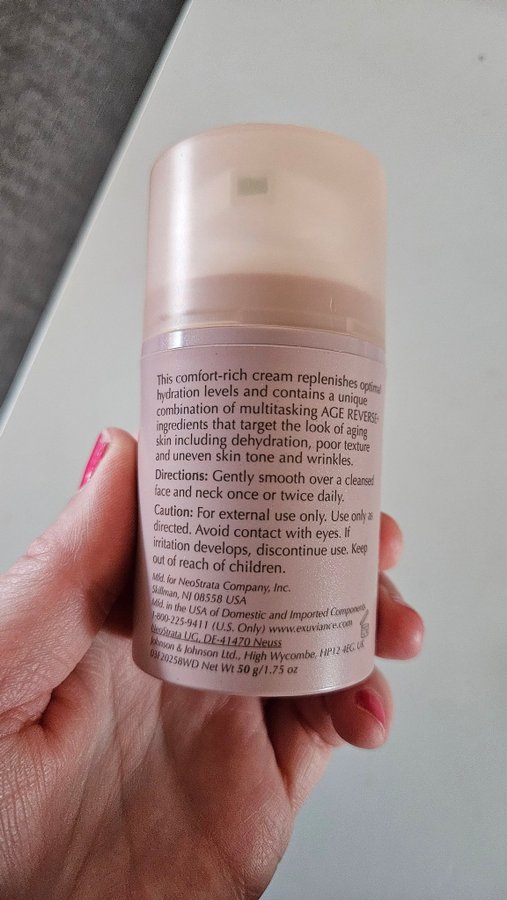 This comfort-rich cream replenishes optimal
hydration levels and contains a unique
combination of multitasking AGE REVERSE+
ingredients that target the look of aging
skin including dehydration, poor texture
and uneven skin tone and wrinkles.
Directions: Gently smooth over a cleansed
face and neck once or twice daily.
Caution: For external use only. Use only as
directed. Avoid contact with eyes. If
irritation develops, discontinue use. Keep
out of reach of children.
Mfd. for NeoStrata Company, Inc.
Skillman, NJ 08558 USA
Mfd. in the USA of Domestic and Imported Components
1-800-225-9411 (U.S. Only) www.exuviance.com
NeoStrata UG, DE-41470 Neuss
Johnson & Johnson Ltd., High Wycombe, HP12 4EG, UK
03F20258WD Net Wt 50 g/1.75 oz